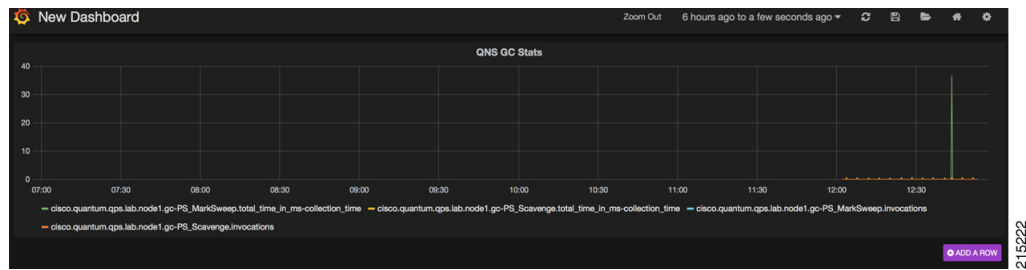 New Dashboard
Zoom Out 6 hours ago to a few seconds ago
QNS GC Stats
40
30
20
10
0
07:00 07:30 08:00 08:30 09:00 09:30 10:00 10:30 11:00 11:30 12:00 12:30
cisco.quantum.qps.lab.node1.gc-PS_MarkSweep.total_time_in_ms-collection_time cisco.quantum.qps.lab.node1.gc-PS_Scavenge.total_time_in_ms-collection_time cisco.quantum.qps.lab.node1.gc-PS_MarkSweep.invocations
cisco.quantum.qps.lab.node1.gc-PS_Scavenge.invocations
ADD A ROW
215222